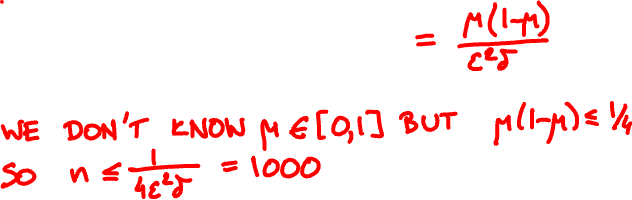 = μ(1-μ) / ε²δ
WE DON'T KNOW μ ∈ [0,1] BUT μ(1-μ) ≤ 1/4
SO n ≤ 1 / 4ε²δ = 1000